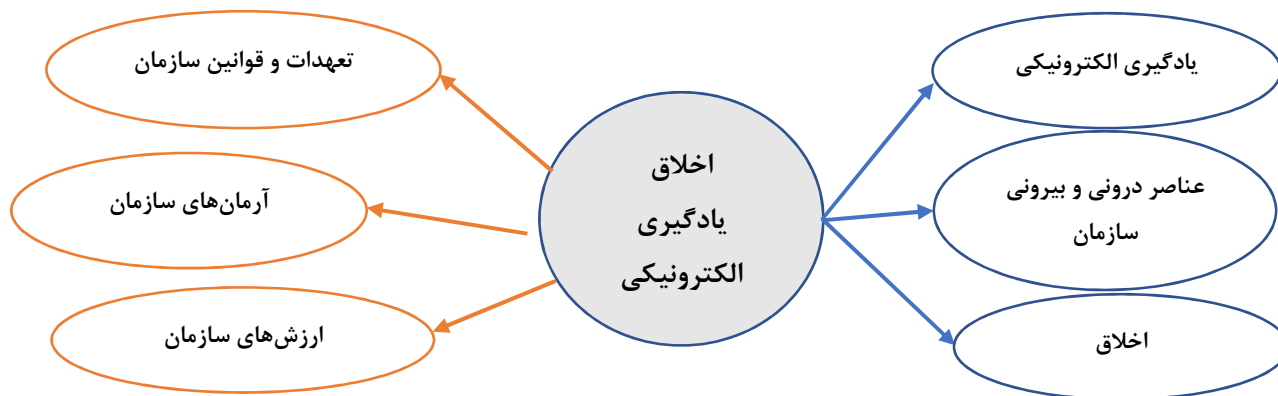 یادگیری الکترونیکی
عناصر درونی و بیرونی
سازمان
اخلاق
اخلاق
یادگیری
الکترونیکی
تعهدات و قوانین سازمان
آرمان‌های سازمان
ارزش‌های سازمان